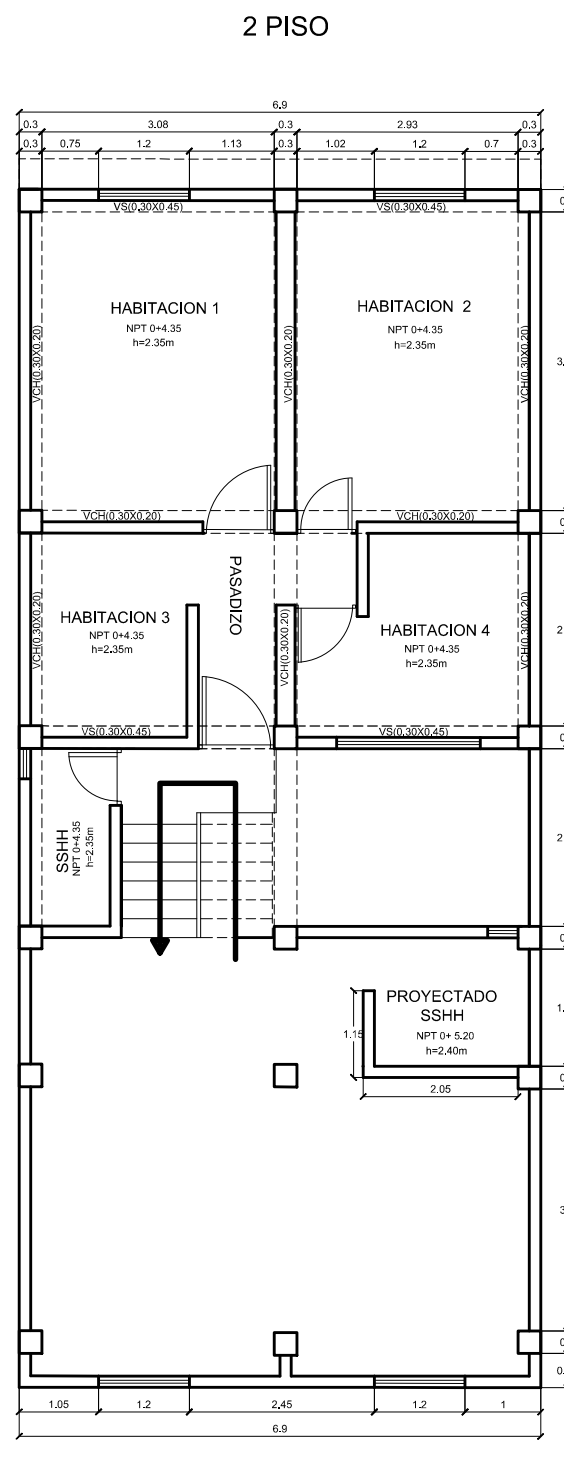 2 PISO
6.9
0.3 3.08 0.3 2.93 0.3
0.3 0.75 1.2 1.13 0.3 1.02 1.2 0.7 0.3
VS(0.30X0.45) VS(0.30X0.45)
HABITACION 1
NPT 0+4.35
h=2.35m
HABITACION 2
NPT 0+4.35
h=2.35m
VCH(0.30X0.20)
VCH(0.30X0.20)
VCH(0.30X0.20)
VCH(0.30X0.20) VCH(0.30X0.20)
PASADIZO
HABITACION 3
NPT 0+4.35
h=2.35m
HABITACION 4
NPT 0+4.35
h=2.35m
VCH(0.30X0.20)
VCH(0.30X0.20)
VCH(0.30X0.20)
VS(0.30X0.45) VS(0.30X0.45)
SSHH
NPT 0+4.35
h=2.35m
PROYECTADO
SSHH
NPT 0+ 5.20
h=2.40m
1.15
2.05
1.05 1.2 2.45 1.2 1
6.9